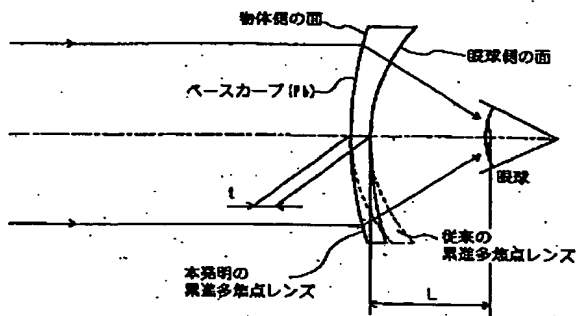 物体側の面
眼球側の面
ベースカーブ(Pb)
t
眼球
従来の
累進多焦点レンズ
本発明の
累進多焦点レンズ
L